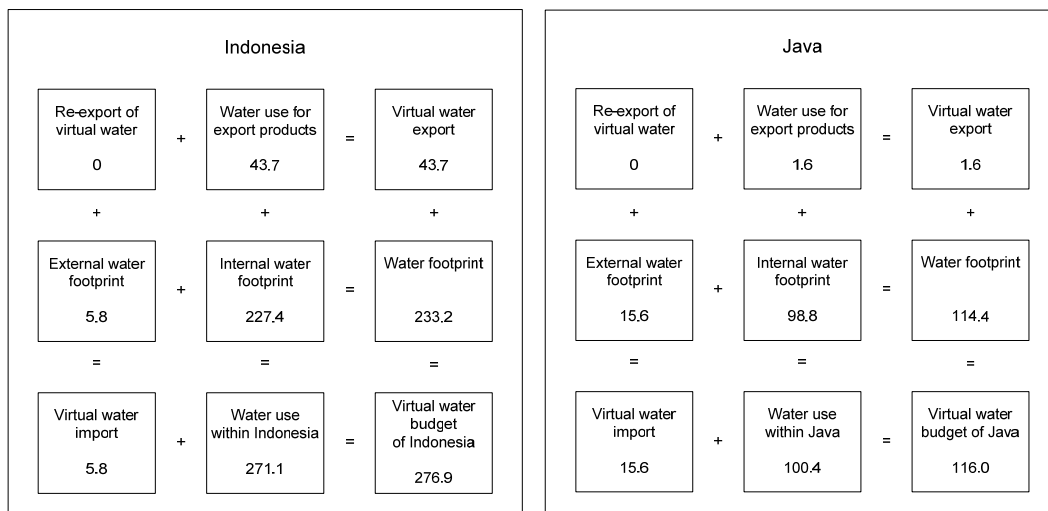 Indonesia
Re-export of
virtual water
0
+
Water use for
export products
43.7
=
Virtual water
export
43.7
+
+
+
External water
footprint
5.8
+
Internal water
footprint
227.4
=
Water footprint
233.2
=
=
=
Virtual water
import
5.8
+
Water use
within Indonesia
271.1
=
Virtual water
budget
of Indonesia
276.9
Java
Re-export of
virtual water
0
+
Water use for
export products
1.6
=
Virtual water
export
1.6
+
+
+
External water
footprint
15.6
+
Internal water
footprint
98.8
=
Water footprint
114.4
=
=
=
Virtual water
import
15.6
+
Water use
within Java
100.4
=
Virtual water
budget of Java
116.0